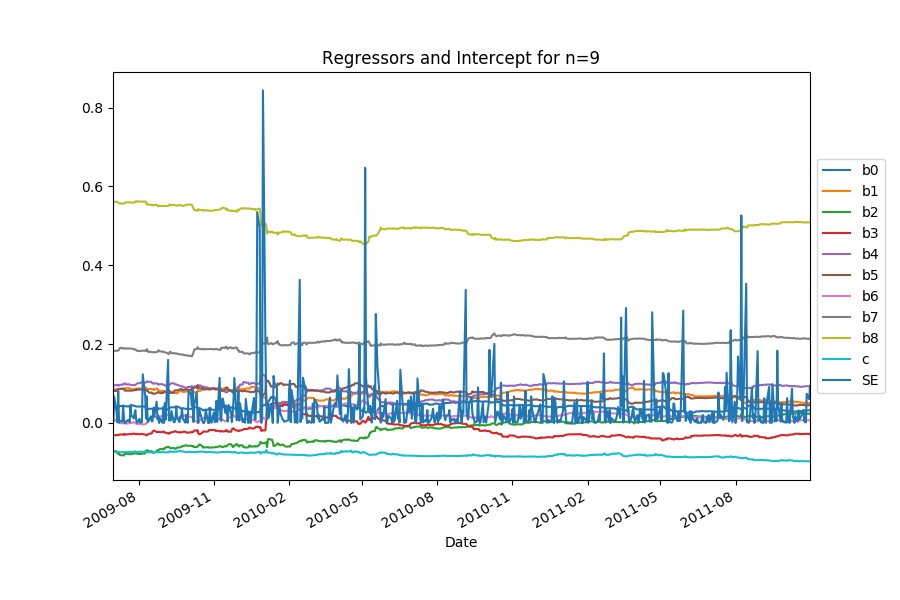 Regressors and Intercept for n=9
0.8
0.6
0.4
0.2
0.0
2009-08
2009-11
2010-02
2010-05
2010-08
2010-11
2011-02
2011-05
2011-08
Date
b0
b1
b2
b3
b4
b5
b6
b7
b8
c
SE